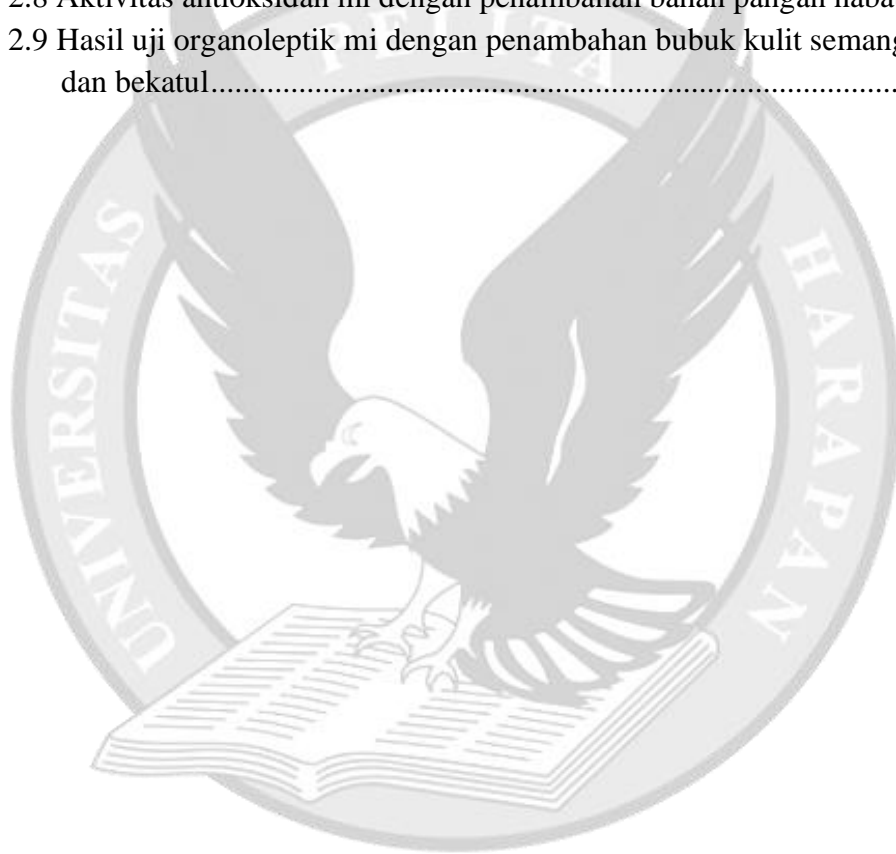 2.8 Aktivitas antioksidan mi dengan penambahan bahan pangan
2.9 Hasil uji organoleptik mi dengan penambahan bubuk kulit
dan bekatul................................................................................
UNIVERSITAS PELITA HARAPAN